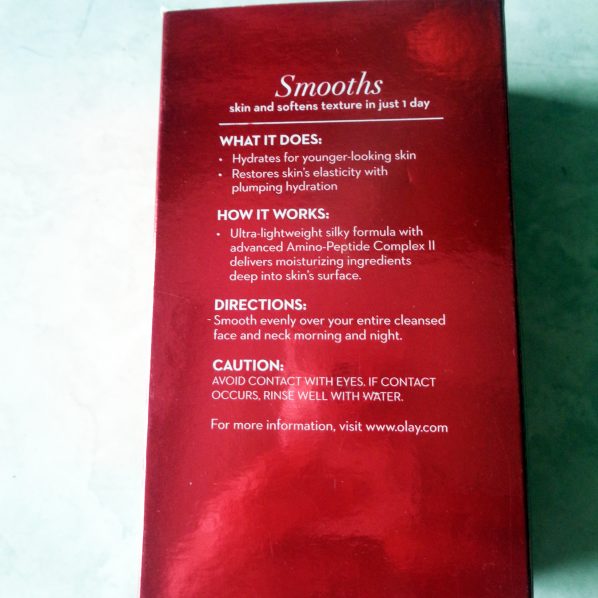 Smooths
skin and softens texture in just 1 day
WHAT IT DOES:
• Hydrates for younger-looking skin
• Restores skin's elasticity with
plumping hydration
HOW IT WORKS:
• Ultra-lightweight silky formula with
advanced Amino-Peptide Complex II
delivers moisturizing ingredients
deep into skin's surface.
DIRECTIONS:
Smooth evenly over your entire cleansed
face and neck morning and night.
CAUTION:
AVOID CONTACT WITH EYES. IF CONTACT
OCCURS, RINSE WELL WITH WATER.
For more information, visit www.olay.com